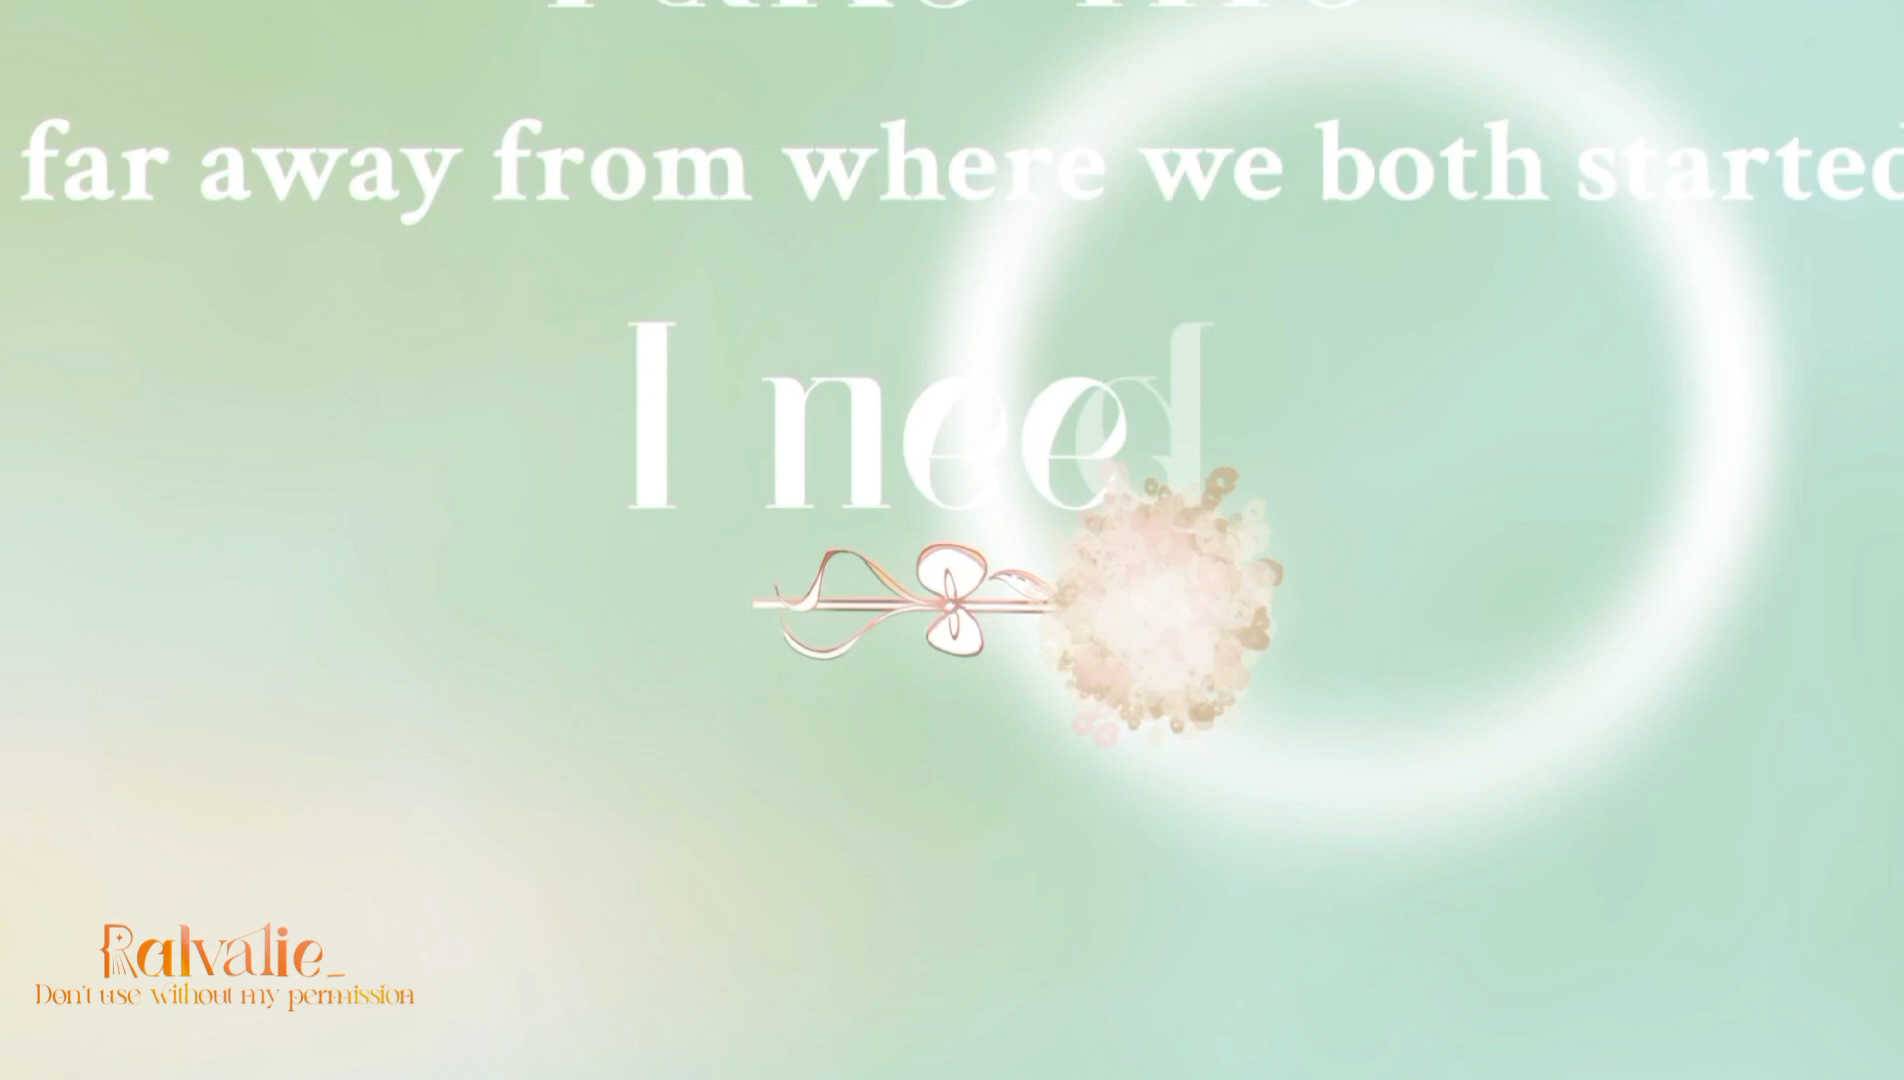 far away from where we both started
I need
Ralvalie_
Don't use without my permission